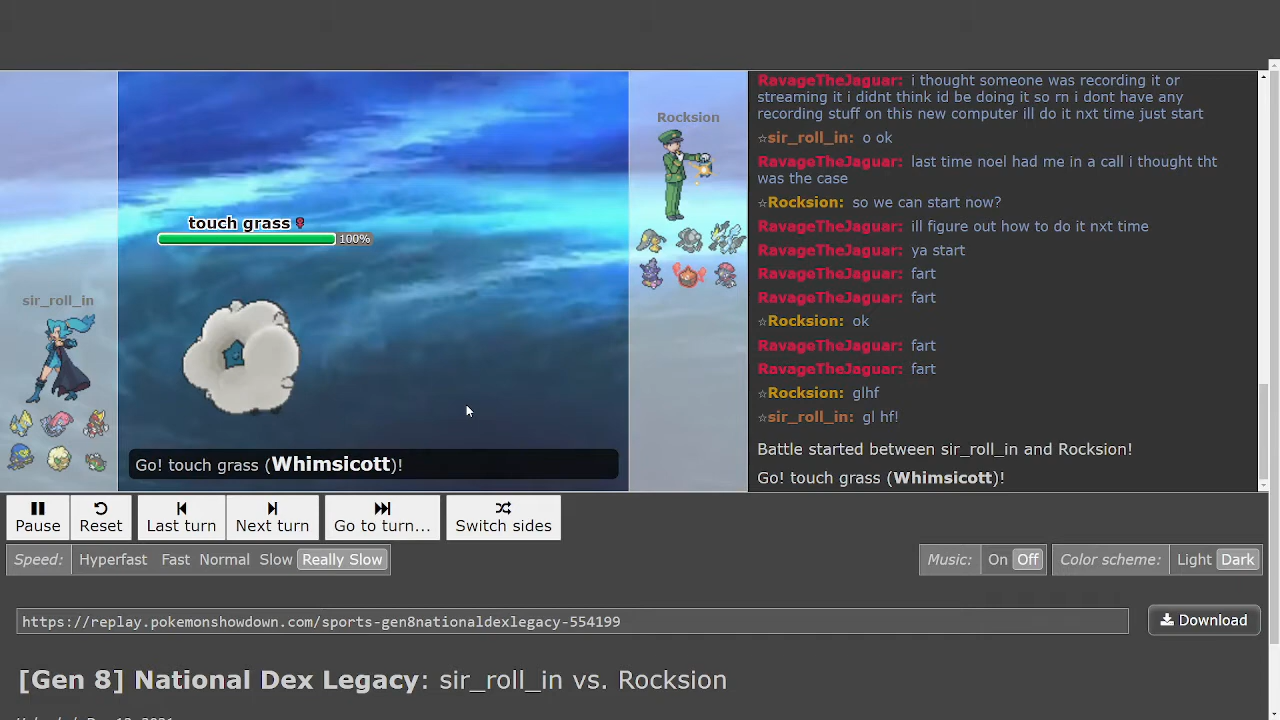 touch grass
100%
sir_roll_in
Go! touch grass (Whimsicott)!
Rocksion
RavageTheJaguar: i thought someone was recording it or
streaming it i didnt think id be doing it so rn i dont have any
recording stuff on this new computer ill do it nxt time just start
☆sir_roll_in: o ok
RavageTheJaguar: last time noel had me in a call i thought tht
was the case
☆Rocksion: so we can start now?
RavageTheJaguar: ill figure out how to do it nxt time
RavageTheJaguar: ya start
RavageTheJaguar: fart
RavageTheJaguar: fart
☆Rocksion: ok
RavageTheJaguar: fart
RavageTheJaguar: fart
☆Rocksion: glhf
☆sir_roll_in: gl hf!
Battle started between sir_roll_in and Rocksion!
Go! touch grass (Whimsicott)!
Pause Reset Last turn Next turn Go to turn... Switch sides
Speed: Hyperfast Fast Normal Slow Really Slow Music: On Off Color scheme: Light Dark
https://replay.pokemonshowdown.com/sports-gen8nationaldexlegacy-554199 Download
[Gen 8] National Dex Legacy: sir_roll_in vs. Rocksion